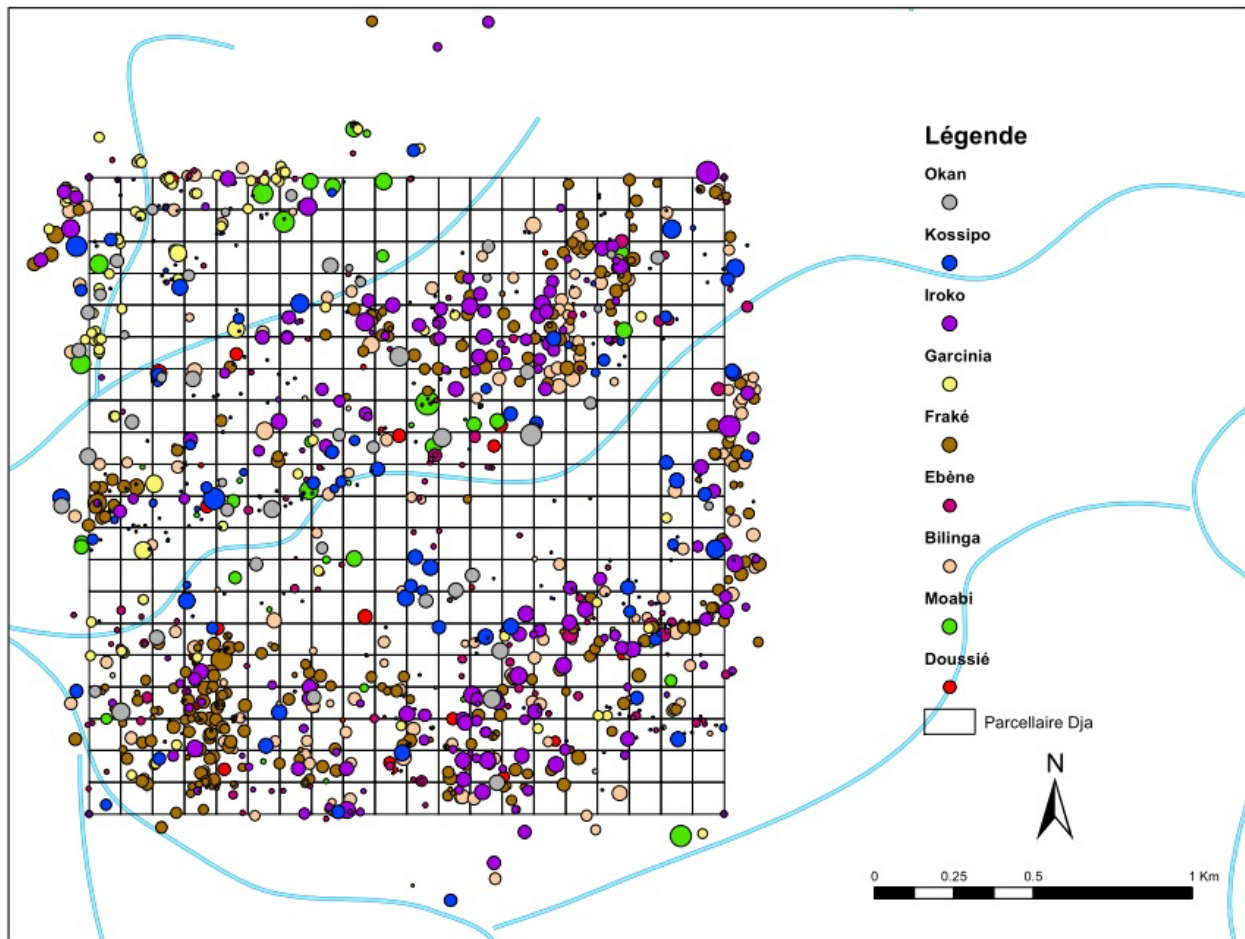 Légende
Okan
Kossipo
Iroko
Garcinia
Fraké
Ebène
Bilinga
Moabi
Doussié
Parcellaire Dja
N
0 0.25 0.5 1 Km